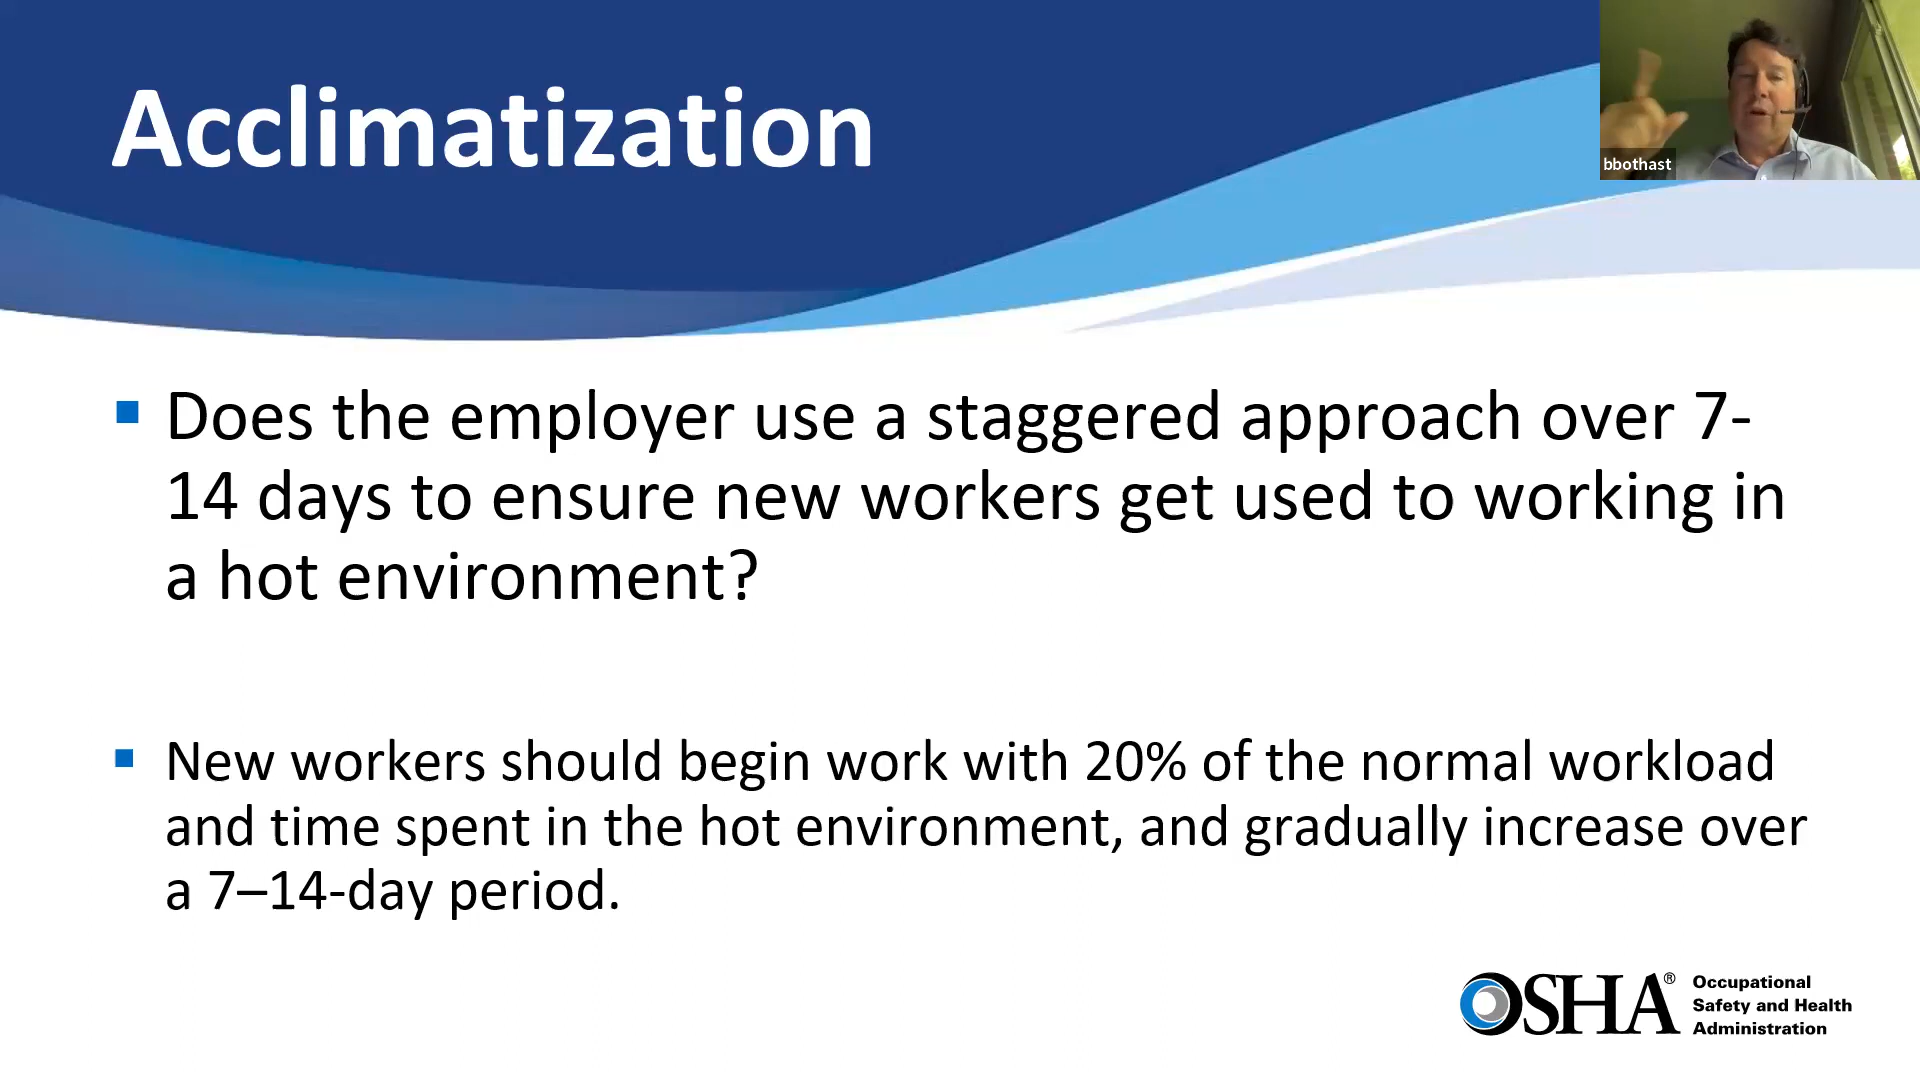 Acclimatization
bbothast
Does the employer use a staggered approach over 7-
14 days to ensure new workers get used to working in
a hot environment?
New workers should begin work with 20% of the normal workload
and time spent in the hot environment, and gradually increase over
a 7–14-day period.
OSHA®
Occupational
Safety and Health
Administration